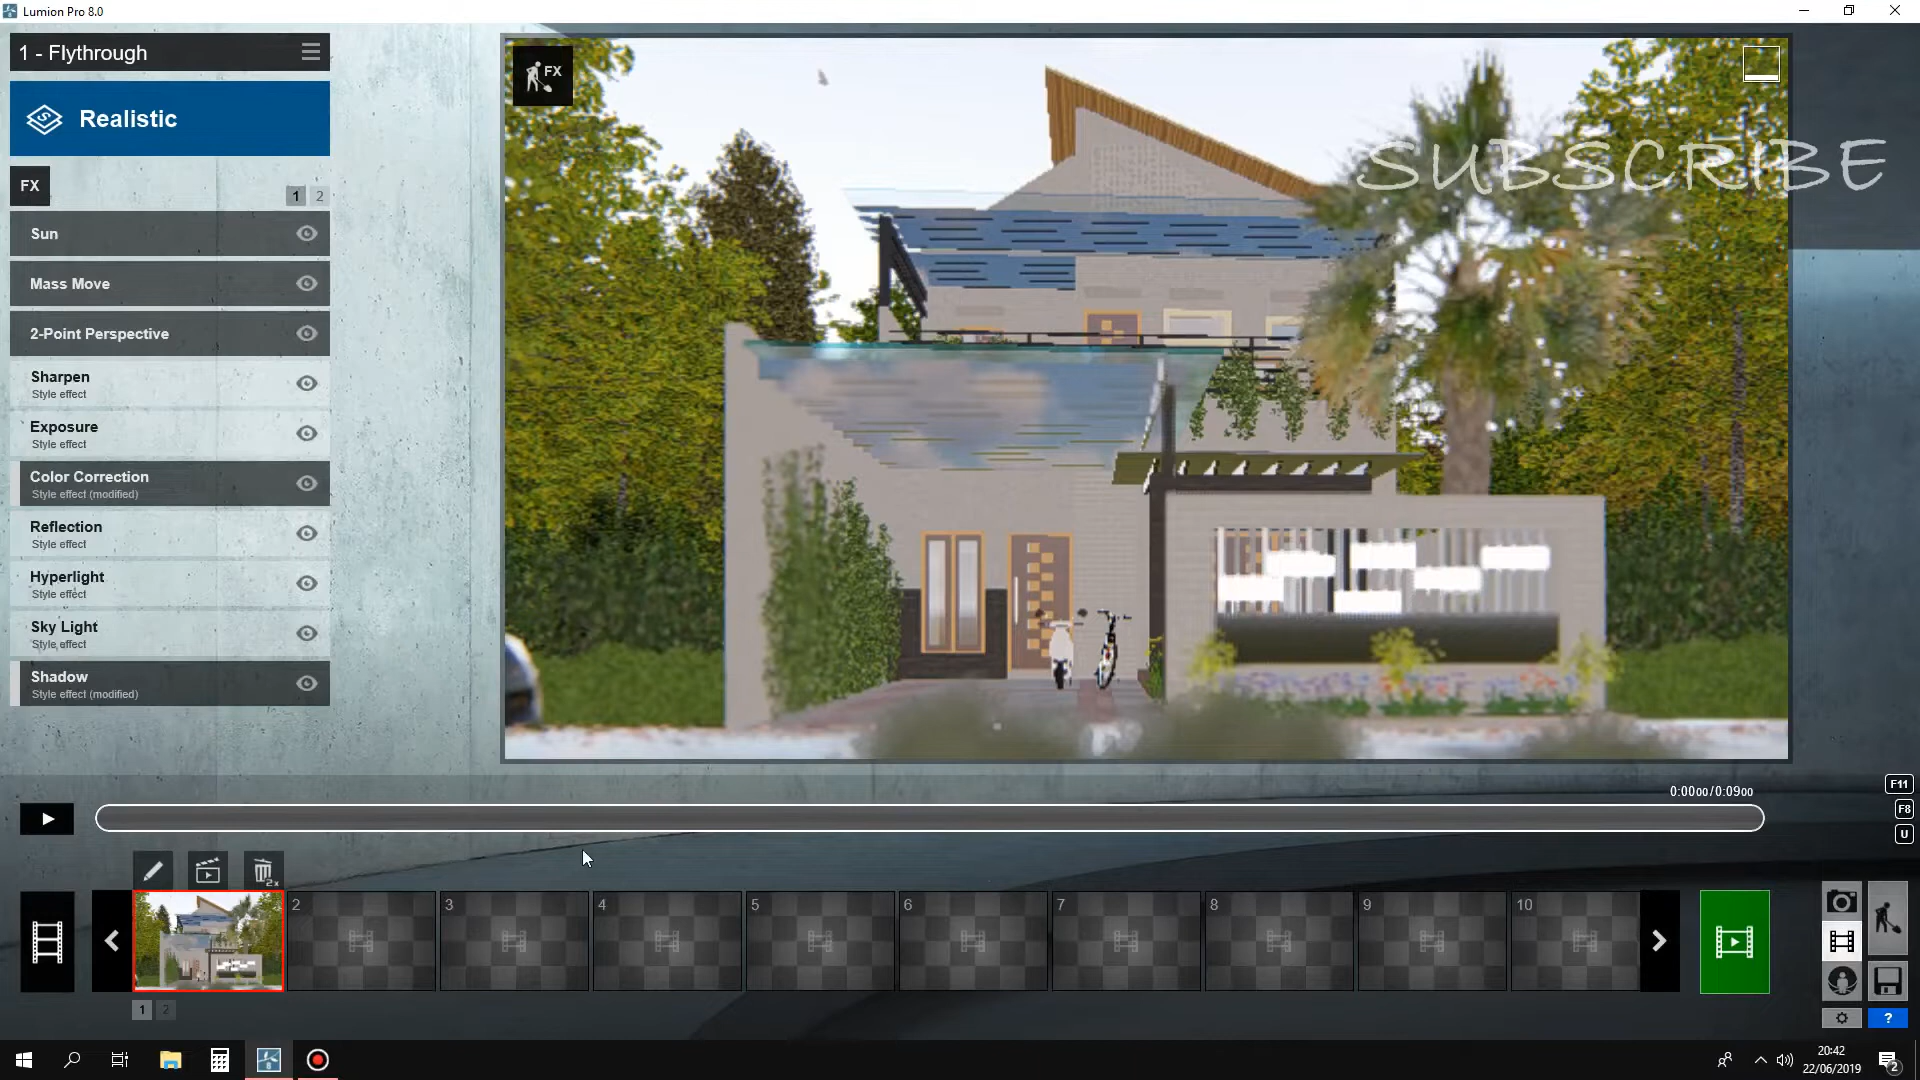 Lumion Pro 8.0
1 - Flythrough
Realistic
FX
1 2
Sun
Mass Move
2-Point Perspective
Sharpen
Style effect
Exposure
Style effect
Color Correction
Style effect (modified)
Reflection
Style effect
Hyperlight
Style effect
Sky Light
Style effect
Shadow
Style effect (modified)
FX
SUBSCRIBE
0:0000/0:0900
F11
F8
U
2x
2 3 4 5 6 7 8 9 10
1 2
?
8
20:42
22/06/2019
2